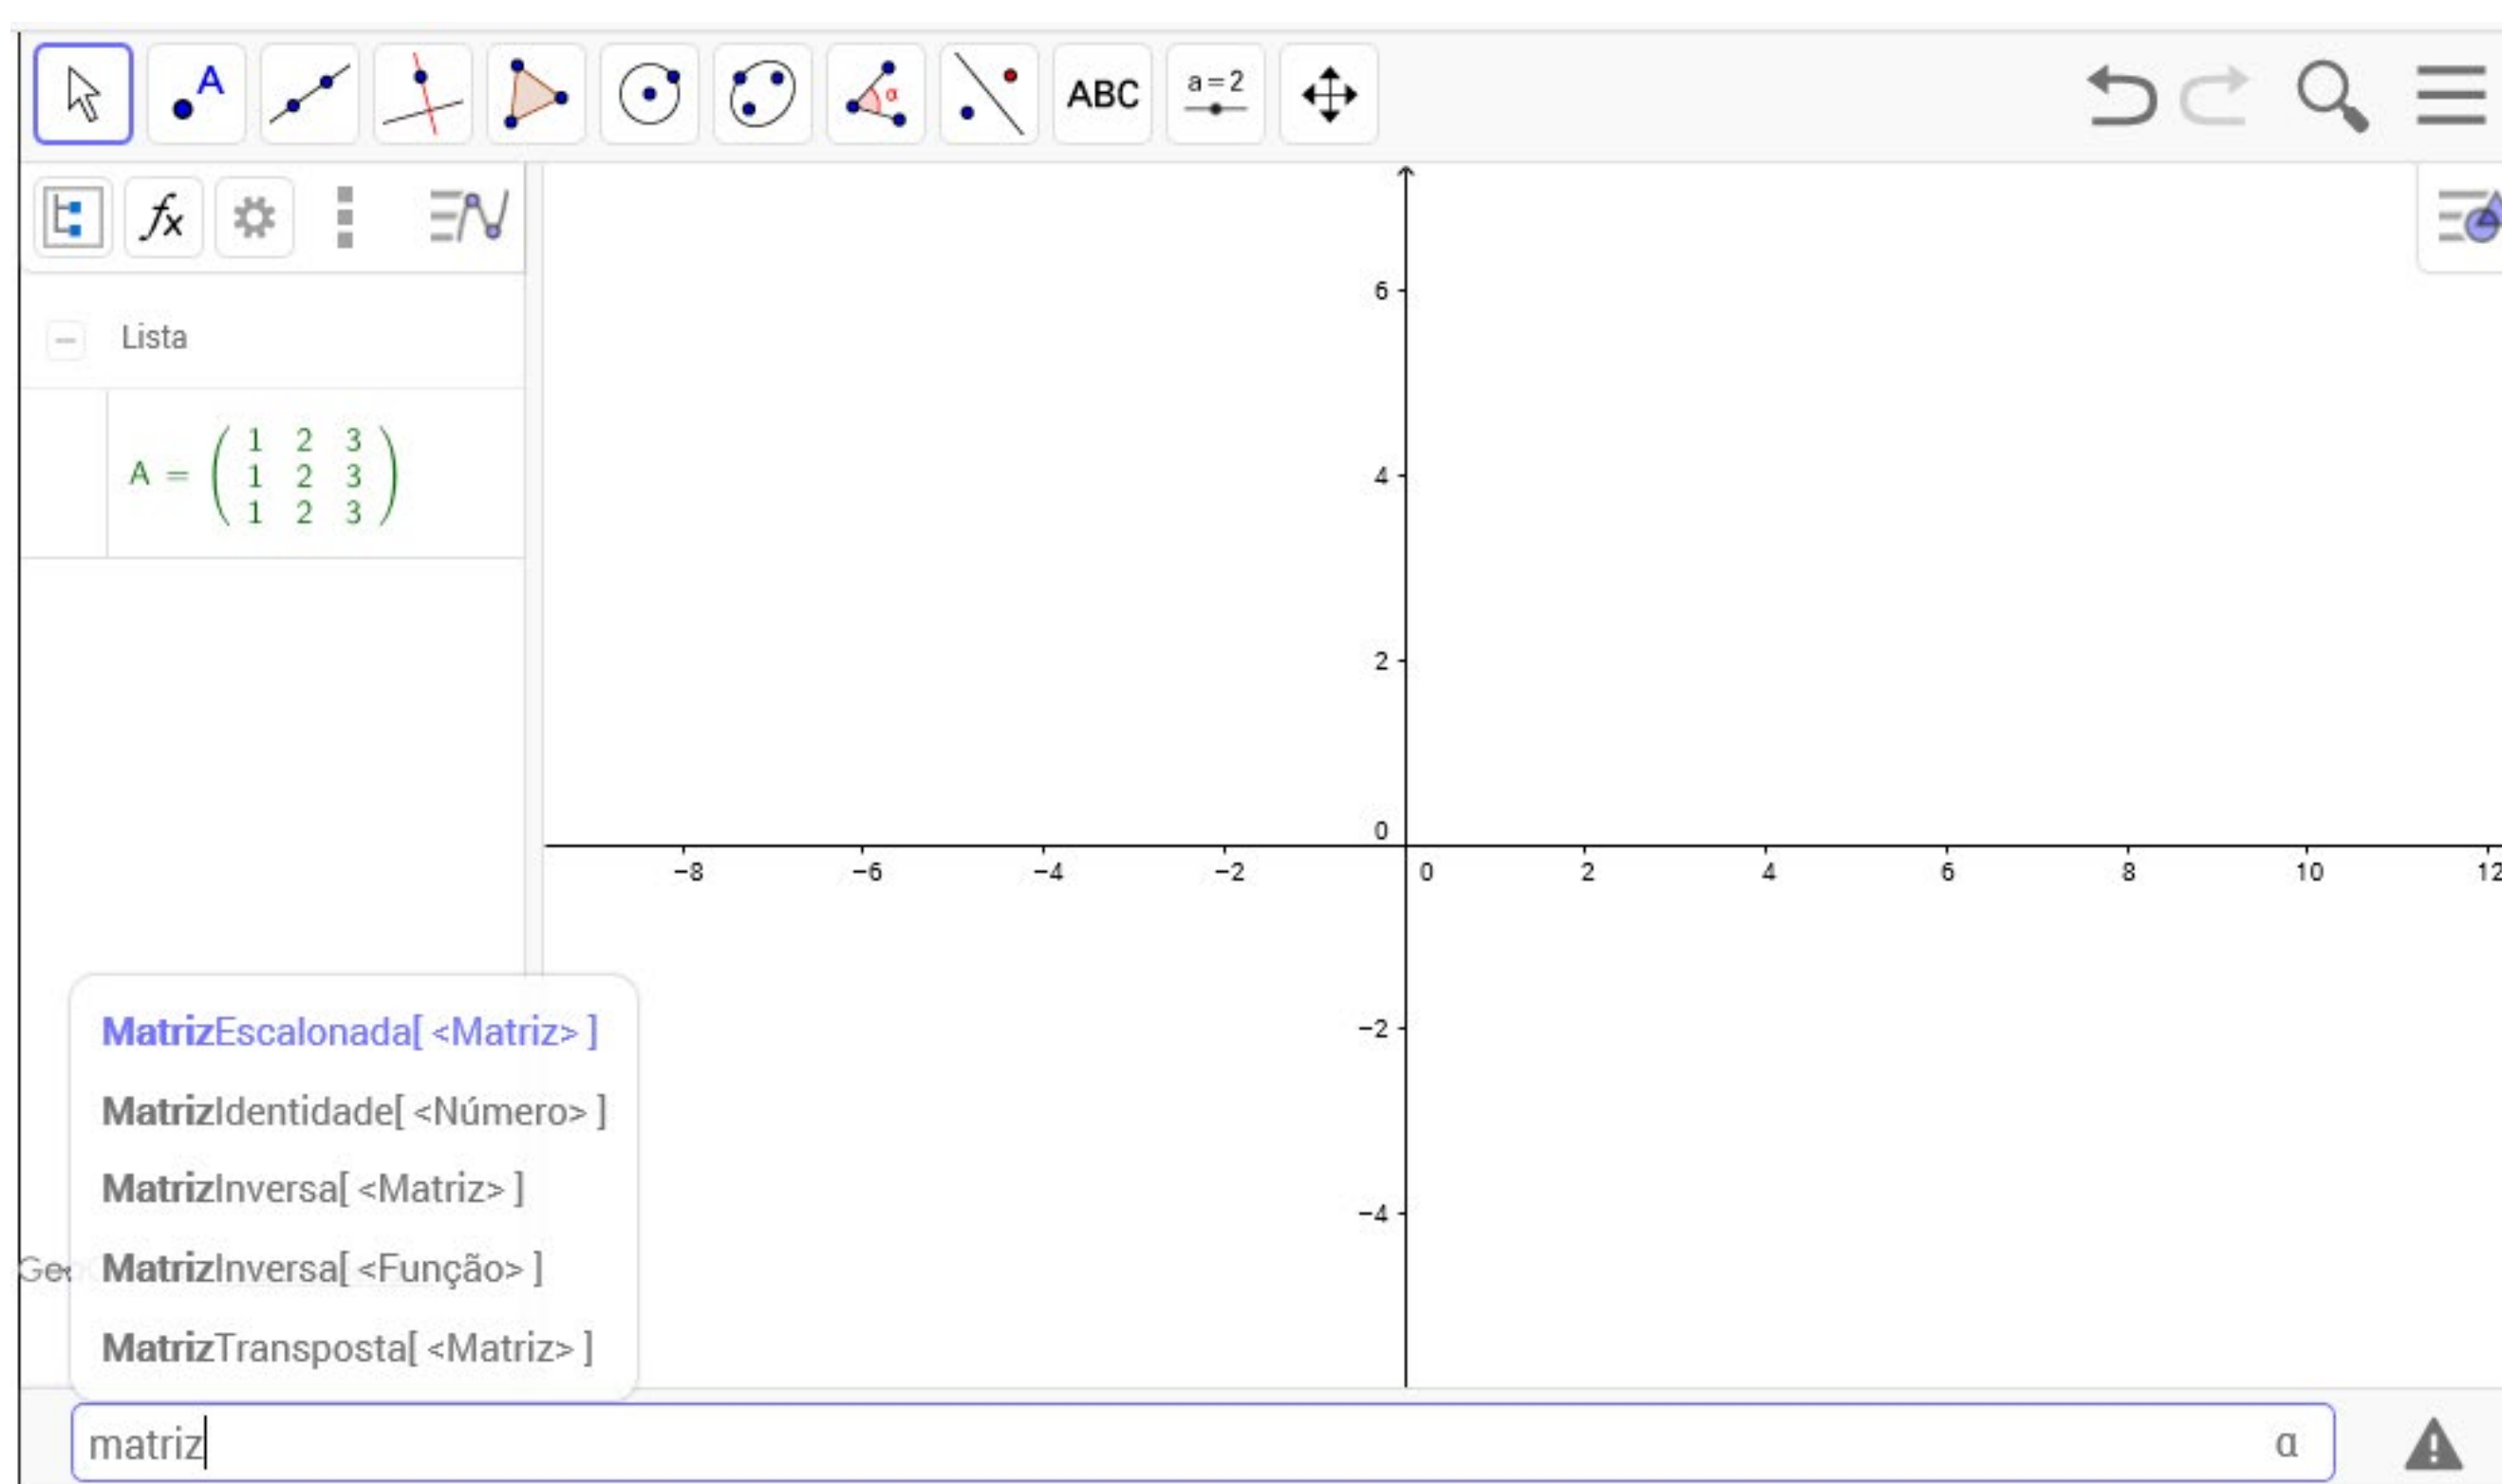 A
α
ABC
a=2
fx
Lista
A = ( 1 2 3
1 2 3
1 2 3 )
6
4
2
0
−8 −6 −4 −2 0 2 4 6 8 10 12
−2
−4
MatrizEscalonada[ <Matriz> ]
MatrizIdentidade[ <Número> ]
MatrizInversa[ <Matriz> ]
MatrizInversa[ <Função> ]
MatrizTransposta[ <Matriz> ]
matriz
α